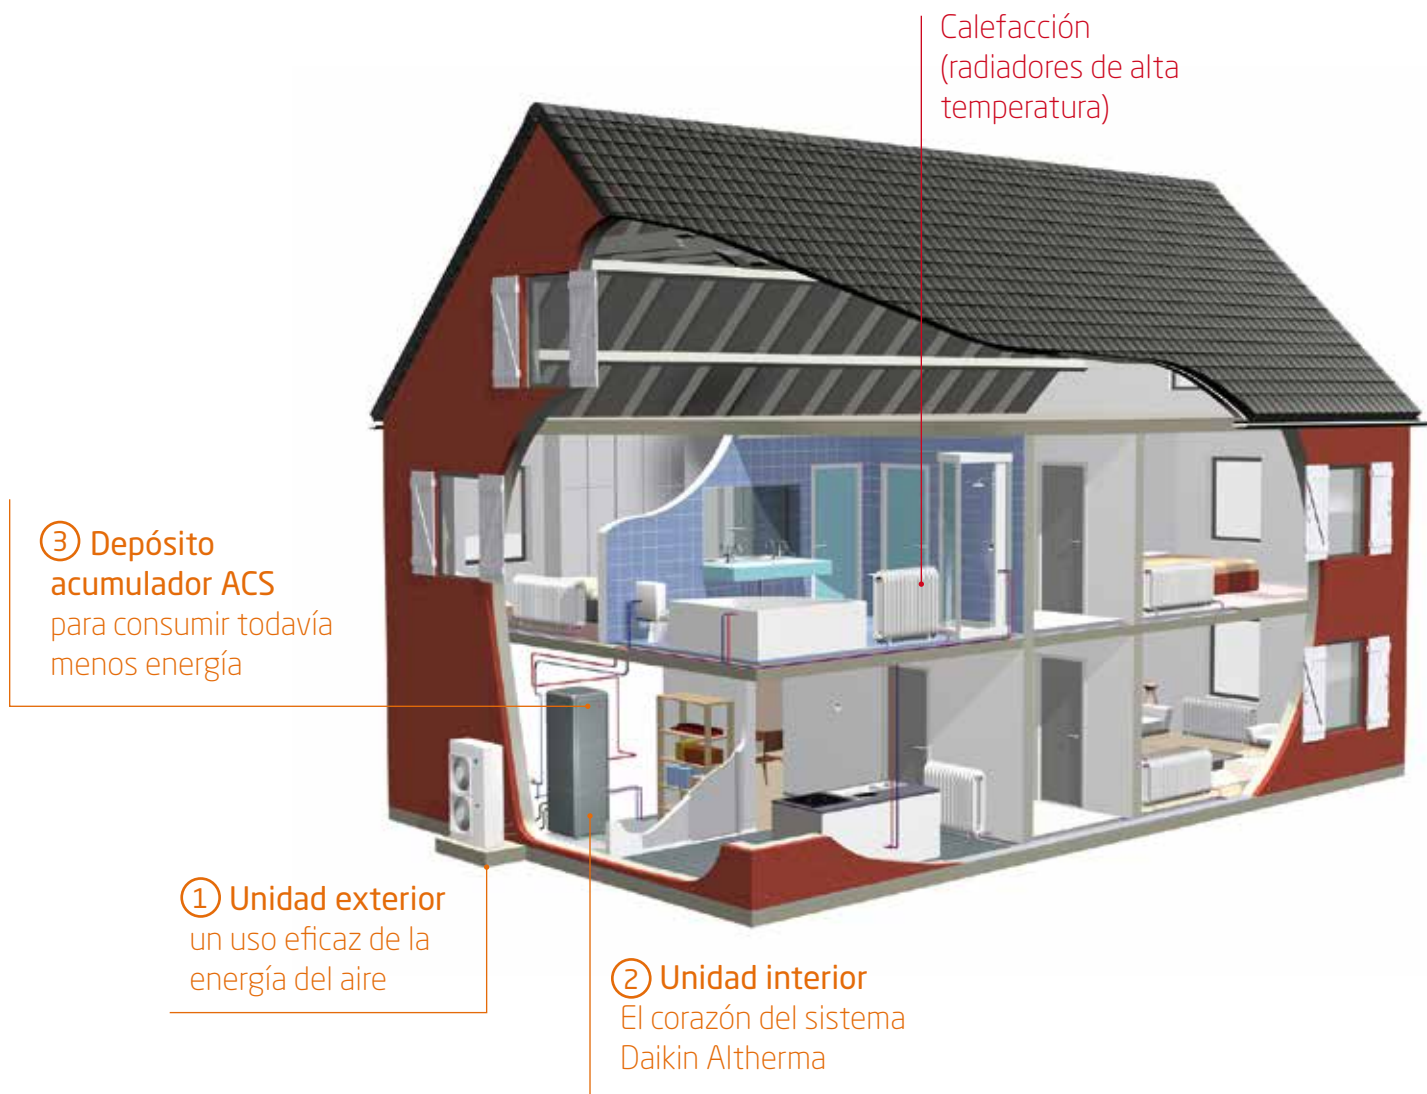 Calefacción
(radiadores de alta
temperatura)
3 Depósito
acumulador ACS
para consumir todavía
menos energía
1 Unidad exterior
un uso eficaz de la
energía del aire
2 Unidad interior
El corazón del sistema
Daikin Altherma